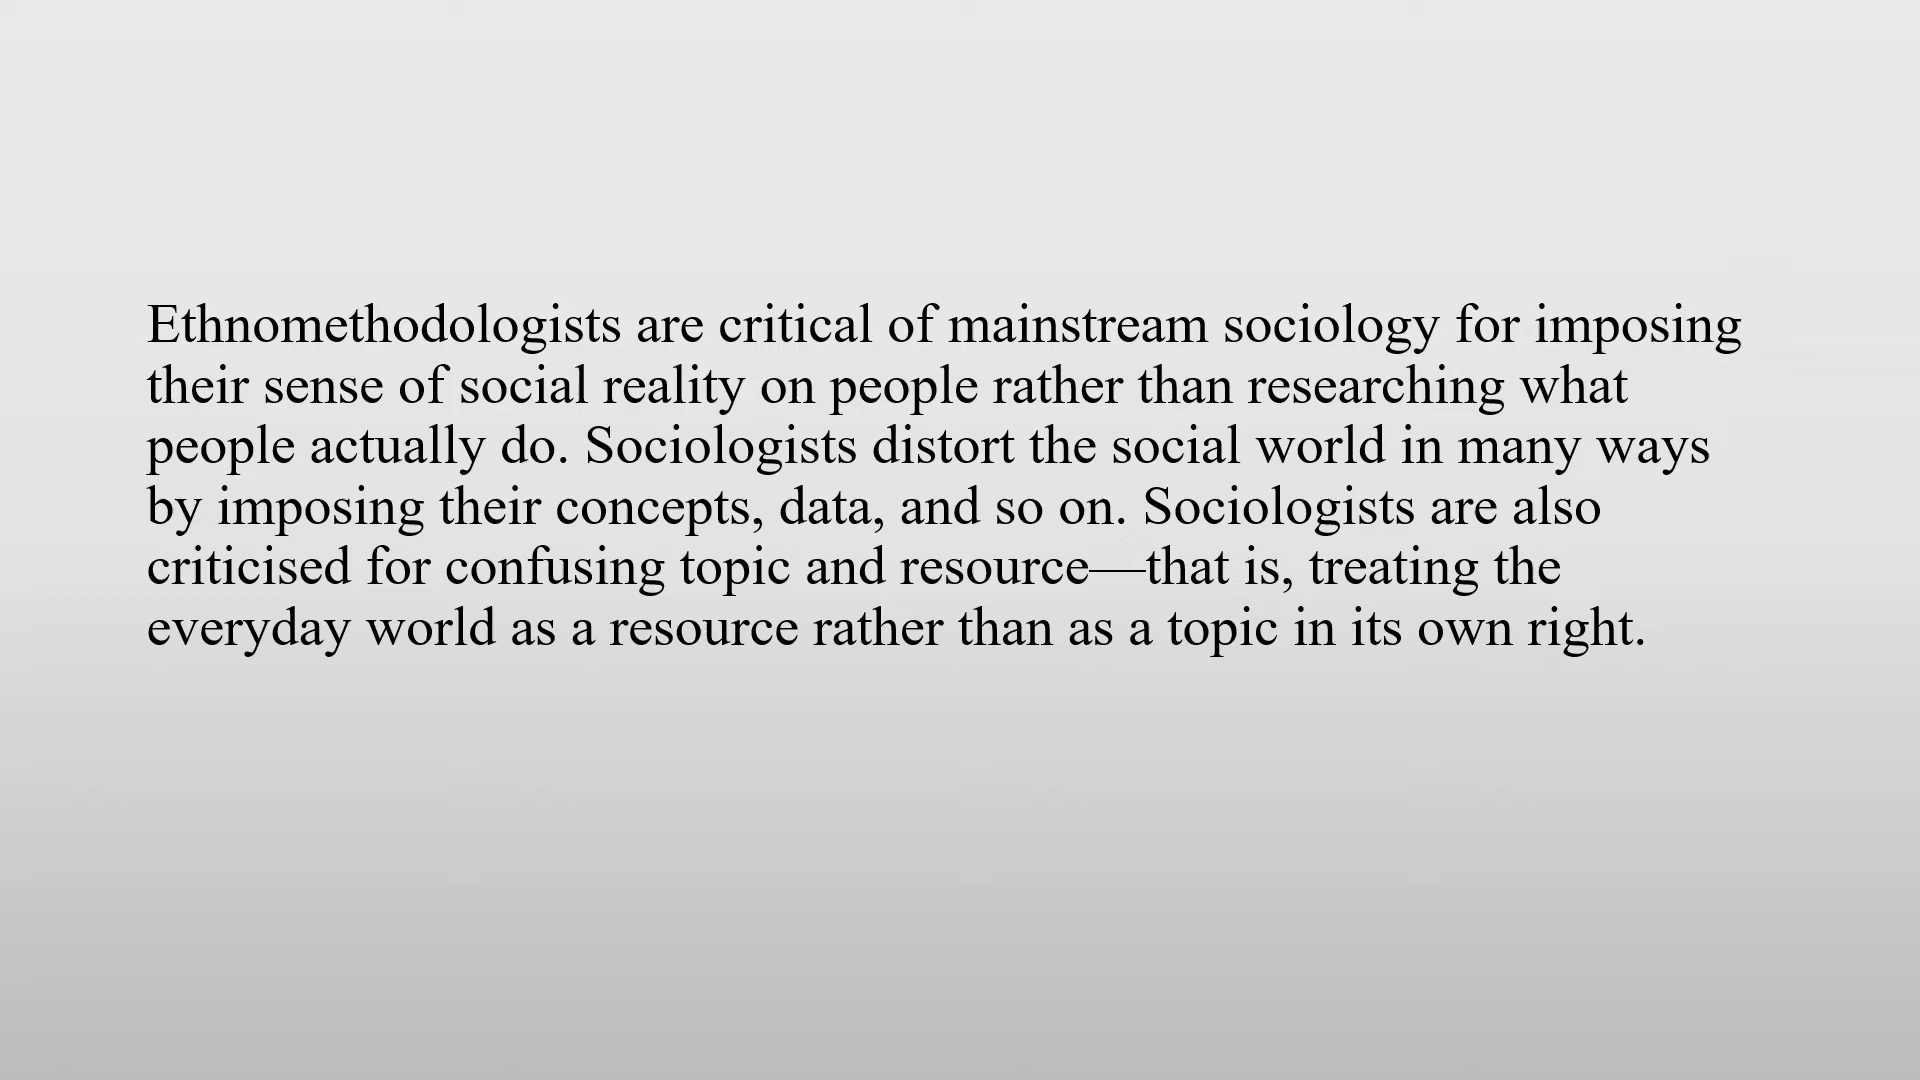 Ethnomethodologists are critical of mainstream sociology for imposing
their sense of social reality on people rather than researching what
people actually do. Sociologists distort the social world in many ways
by imposing their concepts, data, and so on. Sociologists are also
criticised for confusing topic and resource—that is, treating the
everyday world as a resource rather than as a topic in its own right.